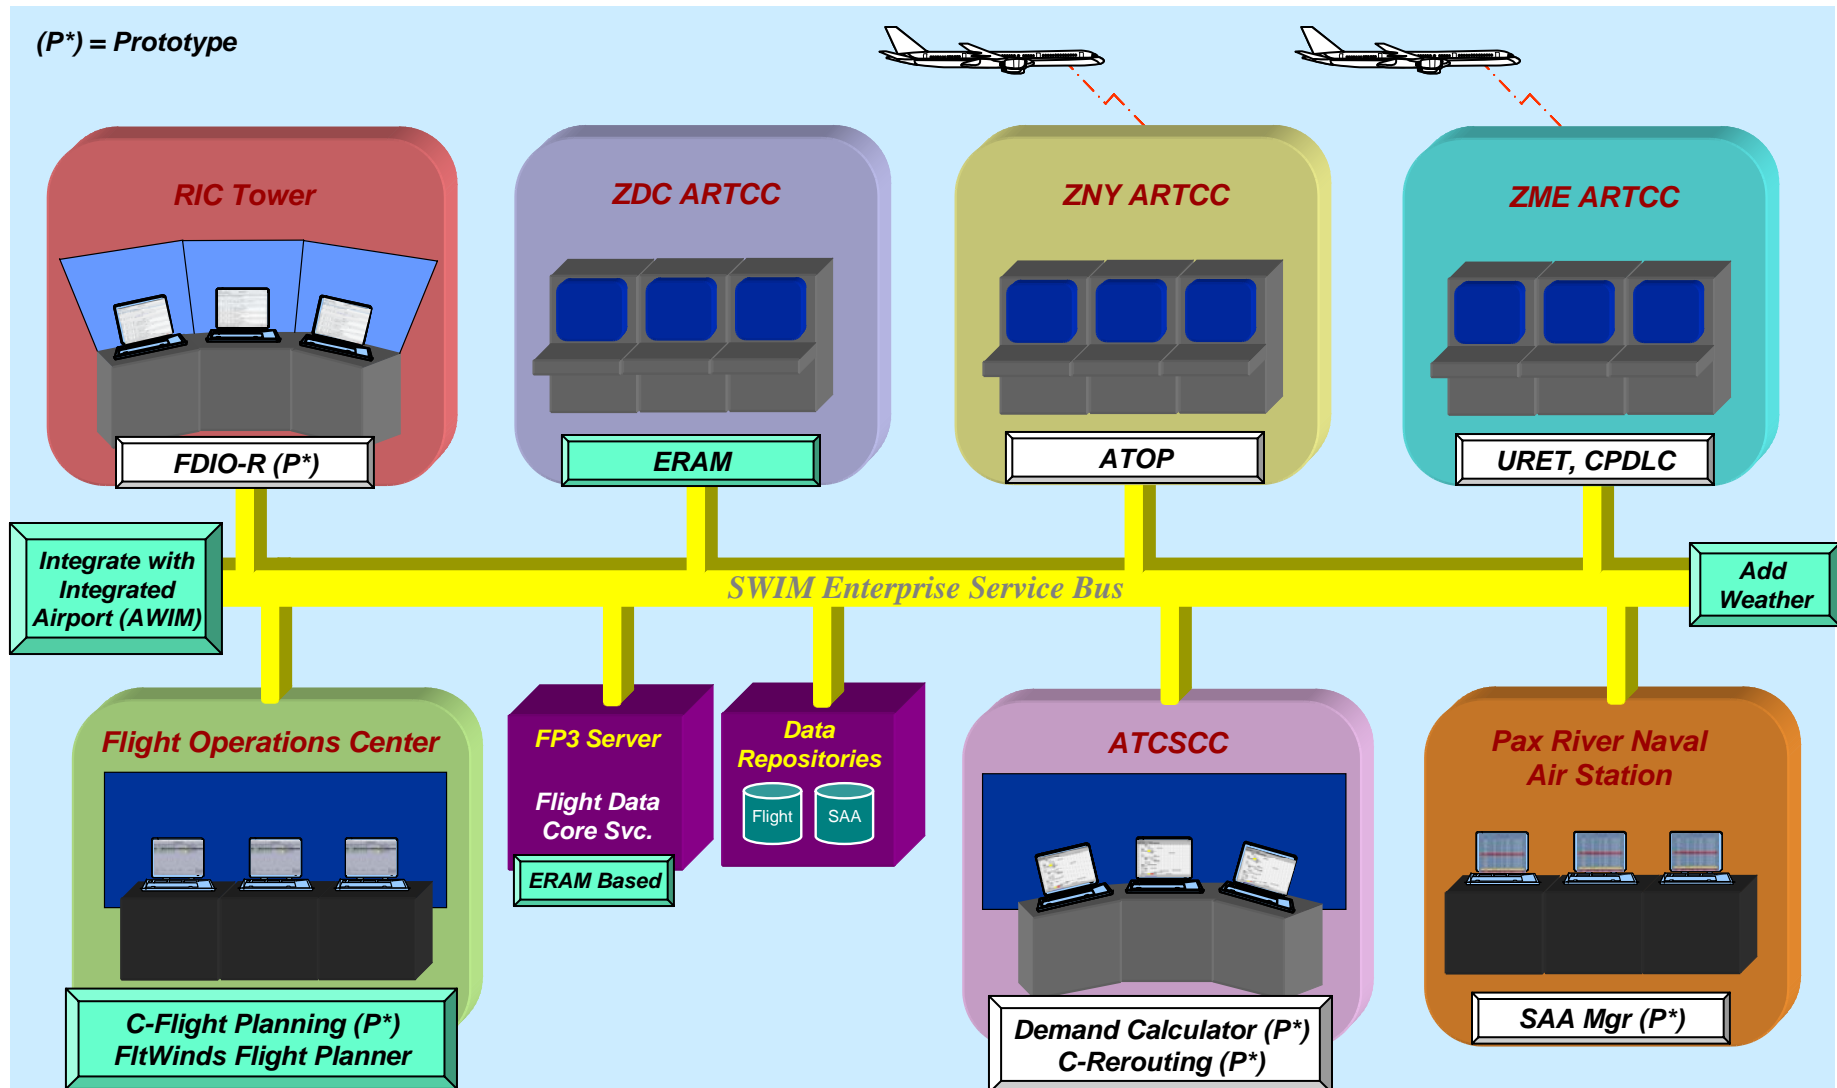 (P*) = Prototype
RIC Tower
ZDC ARTCC
ZNY ARTCC
ZME ARTCC
FDIO-R (P*)
ERAM
ATOP
URET, CPDLC
Integrate with
Integrated
Airport (AWIM)
SWIM Enterprise Service Bus
Add
Weather
Flight Operations Center
FP3 Server
Flight Data
Core Svc.
ERAM Based
Data
Repositories
Flight
SAA
ATCSCC
Pax River Naval
Air Station
C-Flight Planning (P*)
FltWinds Flight Planner
Demand Calculator (P*)
C-Rerouting (P*)
SAA Mgr (P*)